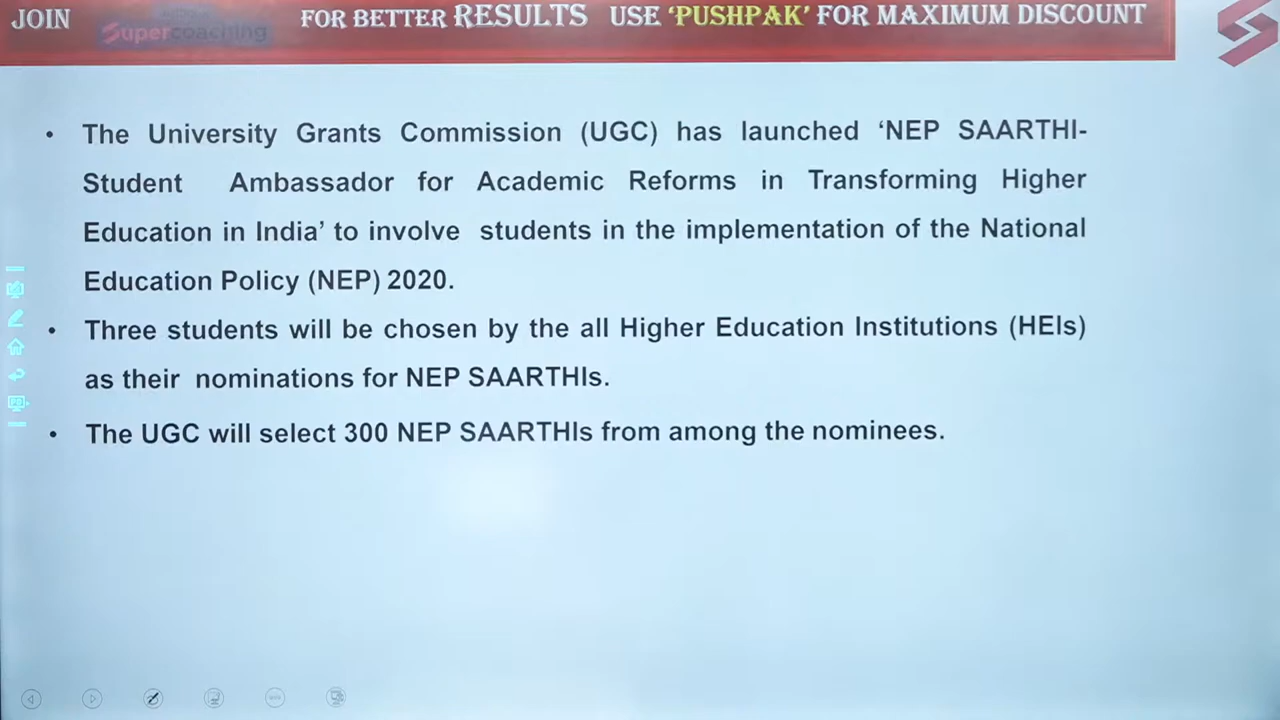 JOIN Supercoaching FOR BETTER RESULTS USE ‘PUSHPAK’ FOR MAXIMUM DISCOUNT
• The University Grants Commission (UGC) has launched ‘NEP SAARTHI-
Student Ambassador for Academic Reforms in Transforming Higher
Education in India’ to involve students in the implementation of the National
Education Policy (NEP) 2020.
• Three students will be chosen by the all Higher Education Institutions (HEIs)
as their nominations for NEP SAARTHIs.
• The UGC will select 300 NEP SAARTHIs from among the nominees.